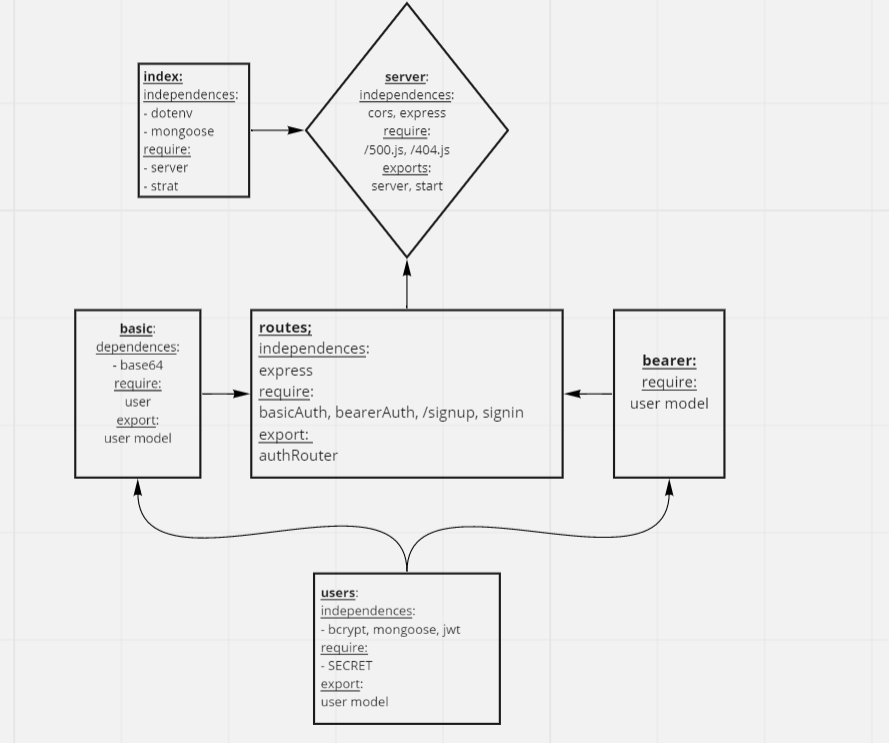 index:
independences:
- dotenv
- mongoose
require:
- server
- strat
server:
independences:
cors, express
require:
/500.js, /404.js
exports:
server, start
basic:
dependences:
- base64
require:
user
export:
user model
routes;
independences:
express
require:
basicAuth, bearerAuth, /signup, signin
export:
authRouter
bearer:
require:
user model
users:
independences:
- bcrypt, mongoose, jwt
require:
- SECRET
export:
user model